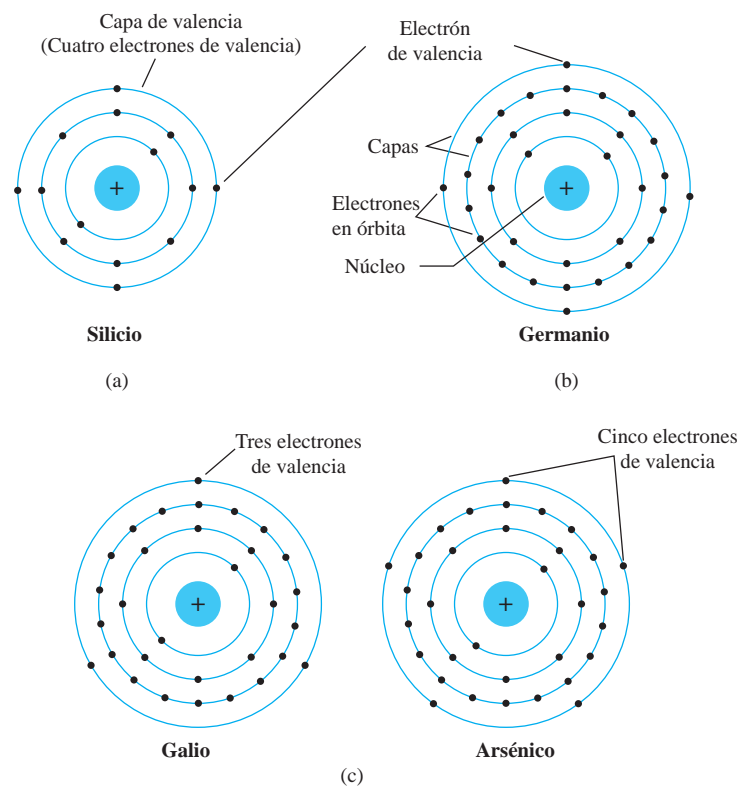 Capa de valencia
(Cuatro electrones de valencia)
Electrón
de valencia
+
Silicio
(a)
Capas
Electrones
en órbita
Núcleo
+
Germanio
(b)
Tres electrones
de valencia
+
Galio
Cinco electrones
de valencia
+
Arsénico
(c)